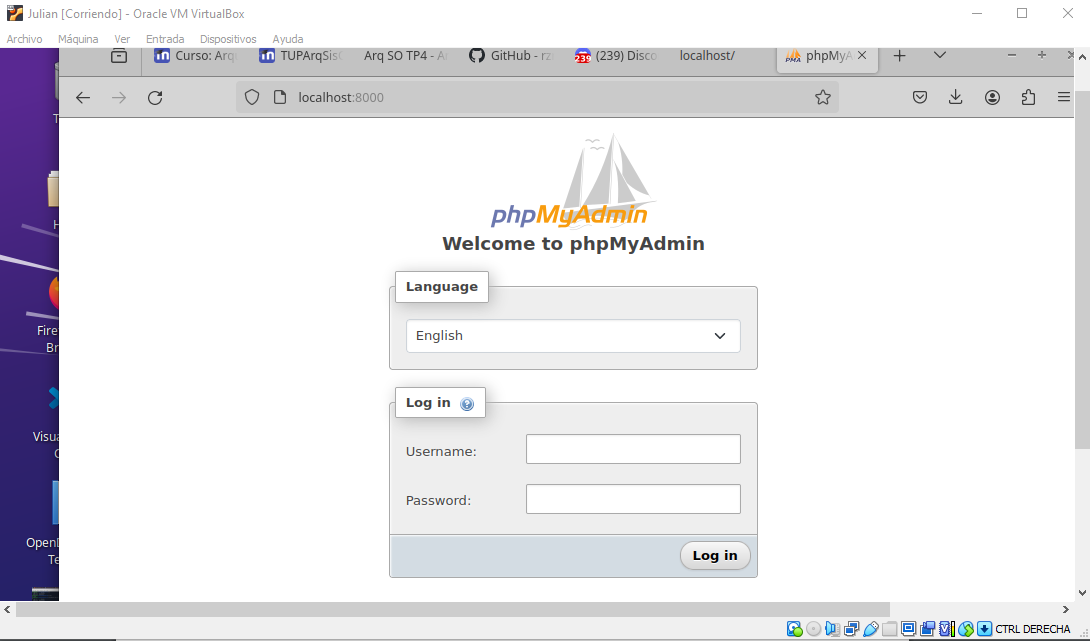 Julian [Corriendo] - Oracle VM VirtualBox
Archivo Máquina Ver Entrada Dispositivos Ayuda
Curso: Arq TUPArqSisO Arq SO TP4 - A GitHub - rz (239) Disco localhost/ phpMyA
localhost:8000
phpMyAdmin
Welcome to phpMyAdmin
Language
English
Log in
Username:
Password:
Log in
Fire
Br
Visua
OpenD
Te
CTRL DERECHA